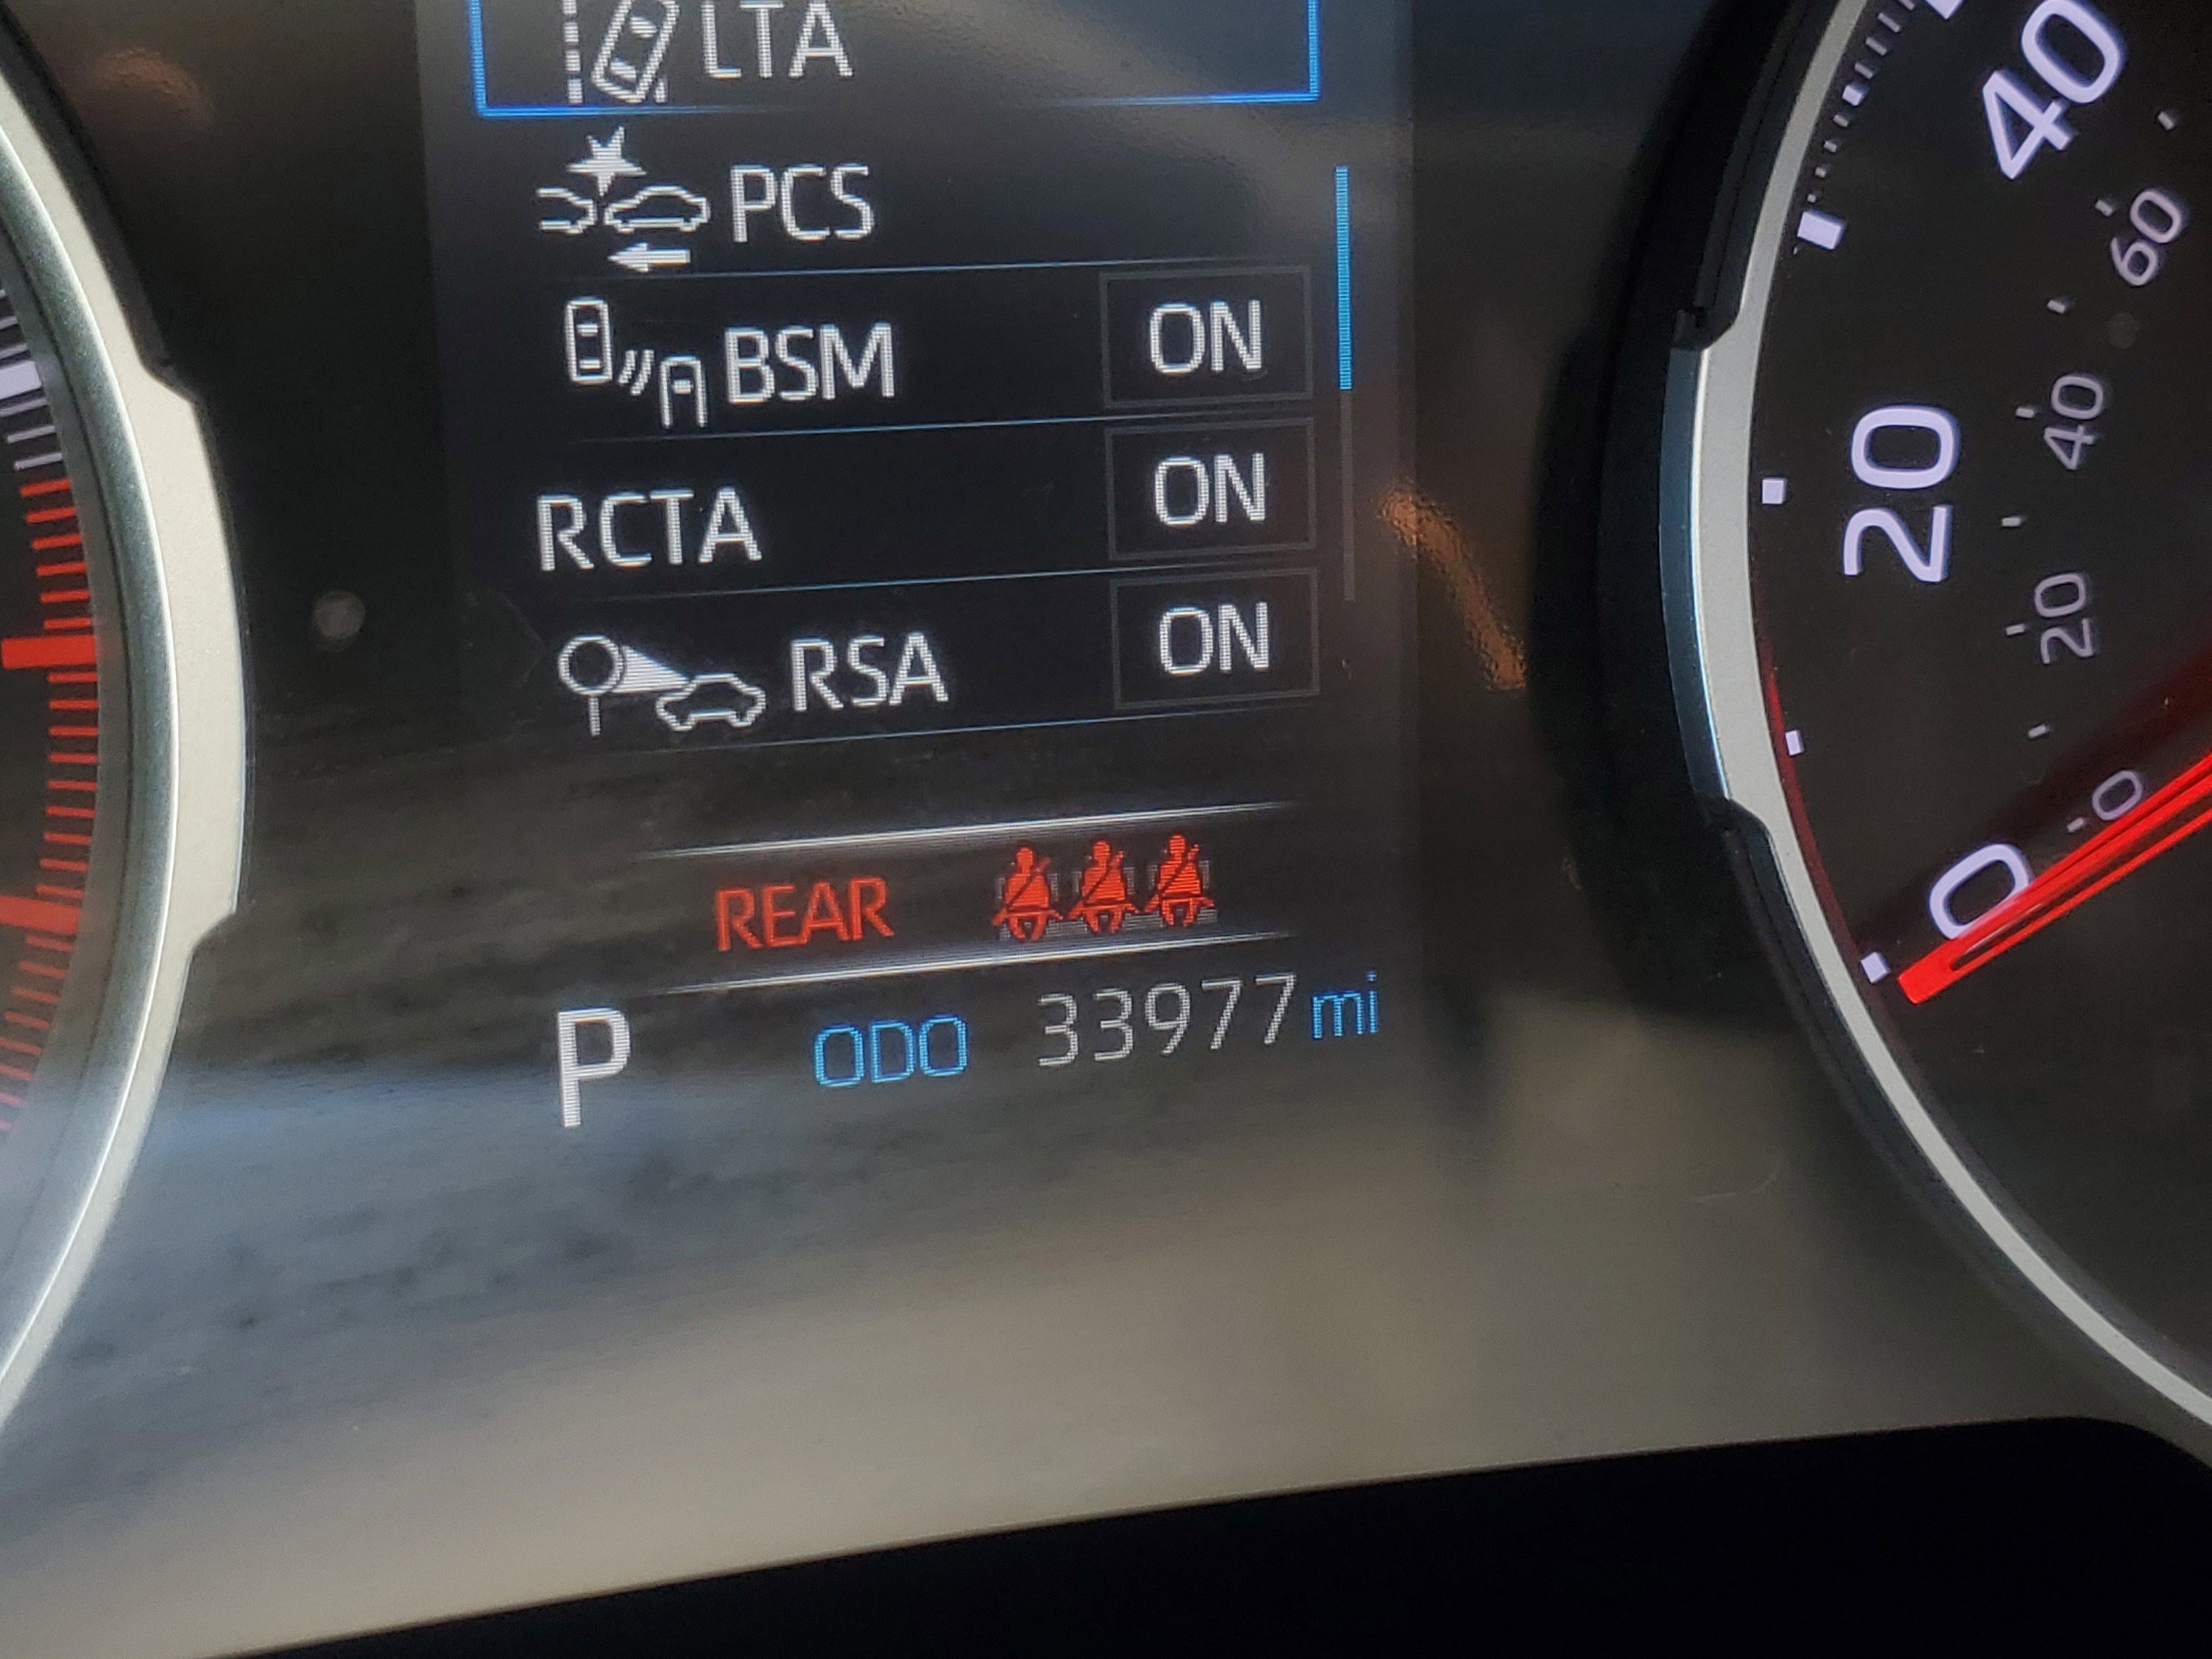 LTA
PCS
BSM ON
RCTA ON
RSA ON
REAR
P ODO 33977 mi
40
20
0
60
40
20
0